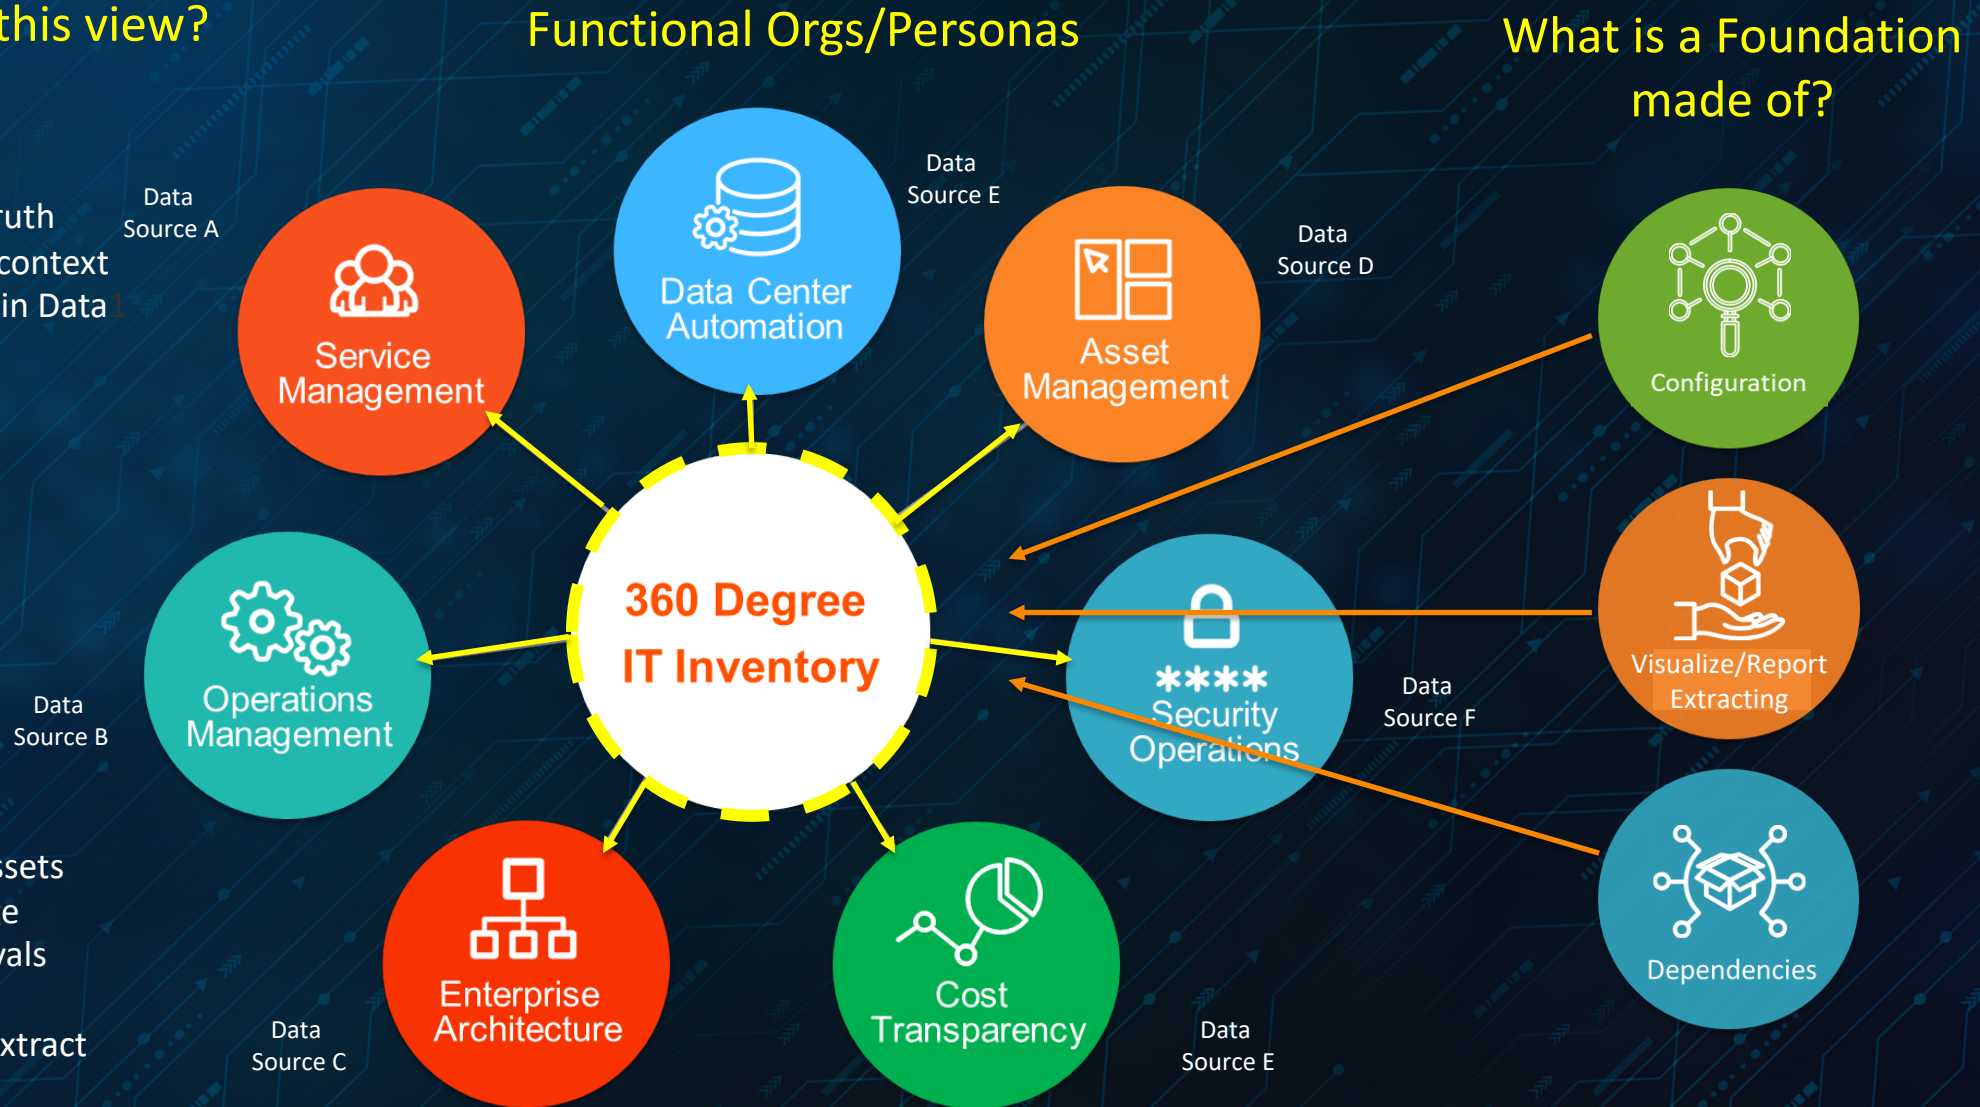 this view?
Functional Orgs/Personas
What is a Foundation
made of?
Data
Source A
ruth
context
in Data1
Service
Management
Data Center
Automation
Data
Source E
Asset
Management
Data
Source D
Configuration
360 Degree
IT Inventory
Operations
Management
Data
Source B
****
Security
Operations
Data
Source F
Visualize/Report
Extracting
ssets
e
vals
xtract
Enterprise
Architecture
Data
Source C
Cost
Transparency
Data
Source E
Dependencies